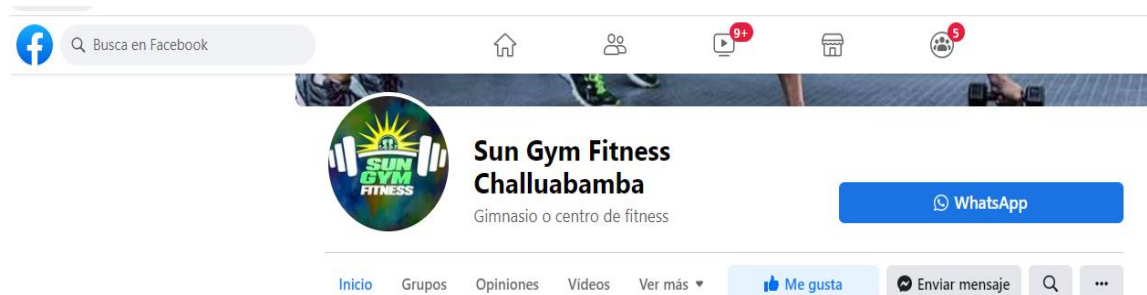 Busca en Facebook
9+
5
SUN
GYM
FITNESS
Sun Gym Fitness
Challuabamba
Gimnasio o centro de fitness
WhatsApp
Inicio Grupos Opiniones Vídeos Ver más Me gusta Enviar mensaje